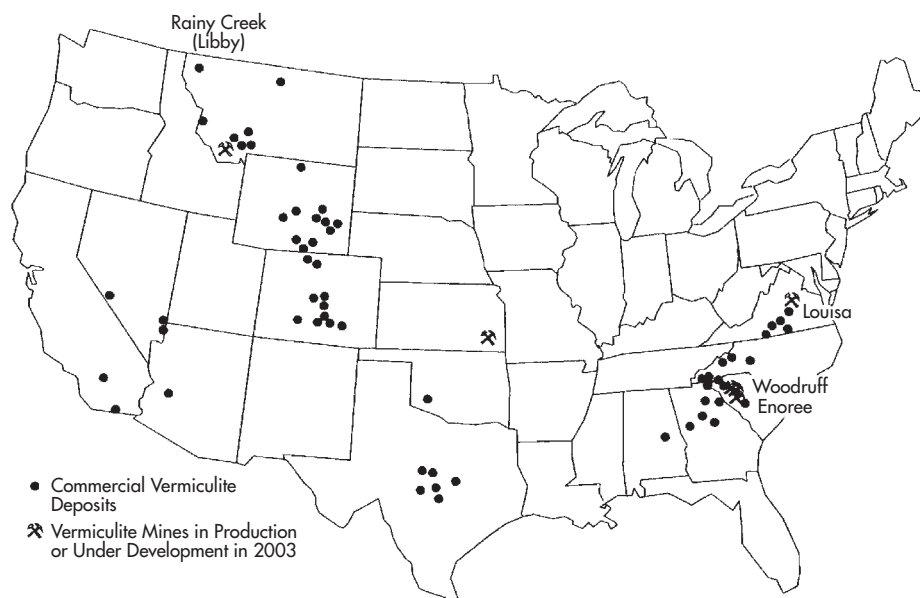 Rainy Creek
(Libby)
Louisa
Woodruff
Enoree
Commercial Vermiculite
Deposits
Vermiculite Mines in Production
or Under Development in 2003